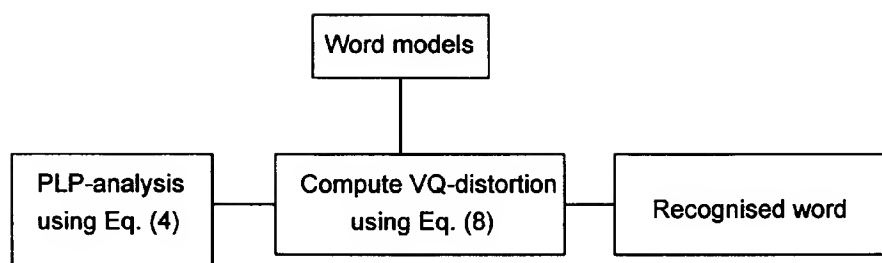 Word models
PLP-analysis
using Eq. (4)
Compute VQ-distortion
using Eq. (8)
Recognised word